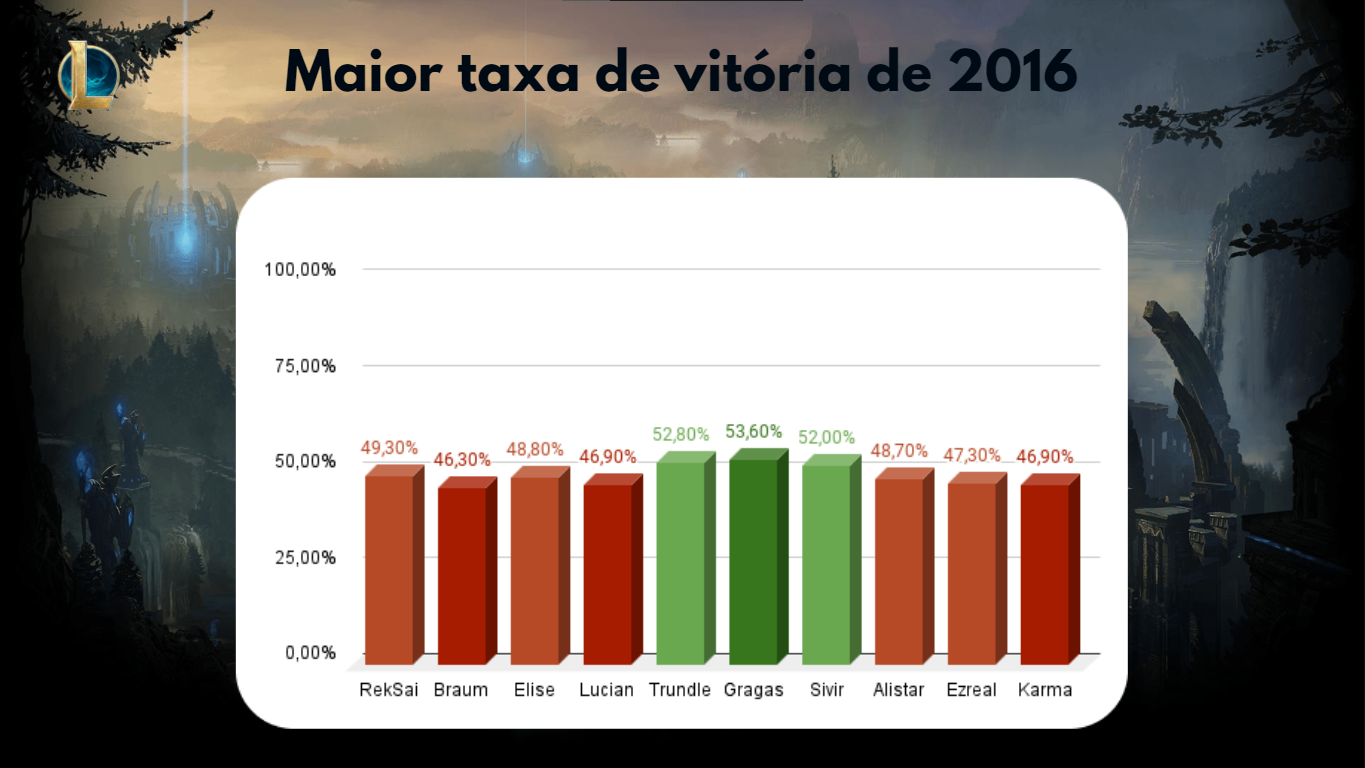 Maior taxa de vitória de 2016
100,00%
75,00%
50,00%
25,00%
0,00%
49,30% 46,30% 48,80% 46,90% 52,80% 53,60% 52,00% 48,70% 47,30% 46,90%
RekSai Braum Elise Lucian Trundle Gragas Sivir Alistar Ezreal Karma